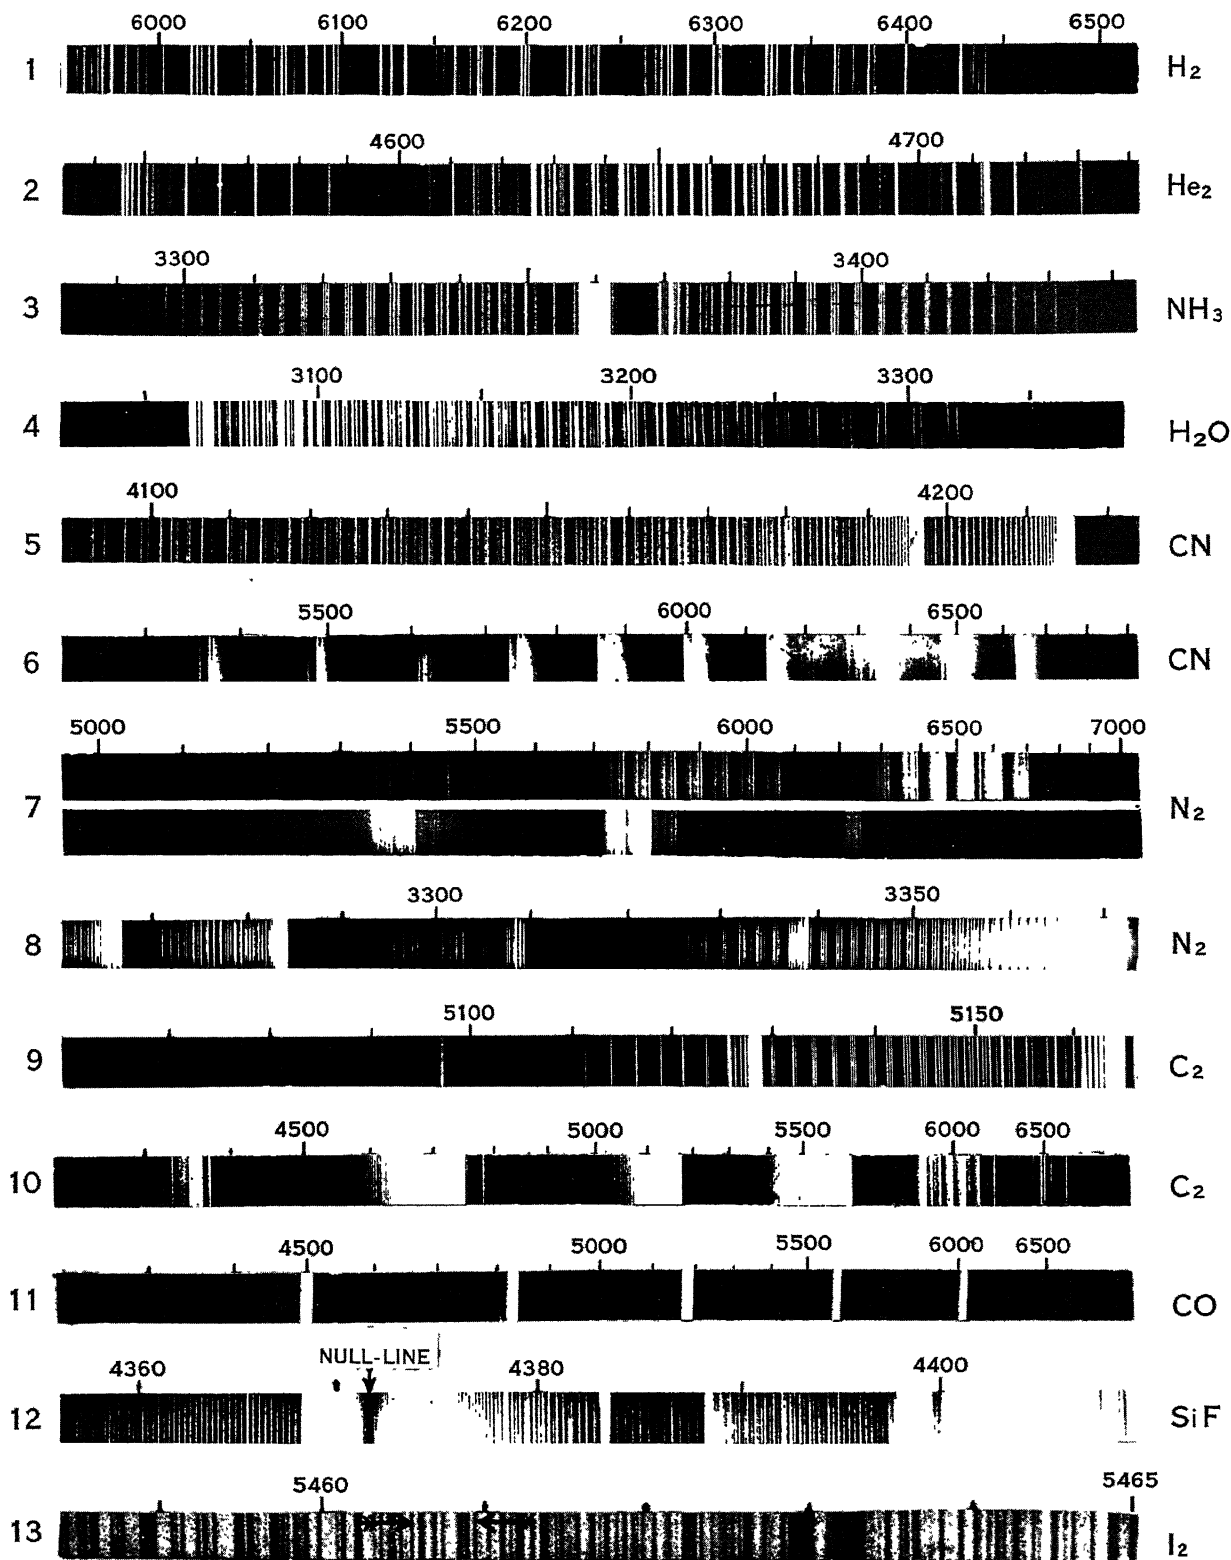 6000 6100 6200 6300 6400 6500
1 H₂
4600 4700
2 He₂
3300 3400
3 NH₃
3100 3200 3300
4 H₂O
4100 4200
5 CN
5500 6000 6500
6 CN
5000 5500 6000 6500 7000
7 N₂
3300 3350
8 N₂
5100 5150
9 C₂
4500 5000 5500 6000 6500
10 C₂
4500 5000 5500 6000 6500
11 CO
NULL-LINE
4360 4380 4400
12 SiF
5460 5465
13 I₂